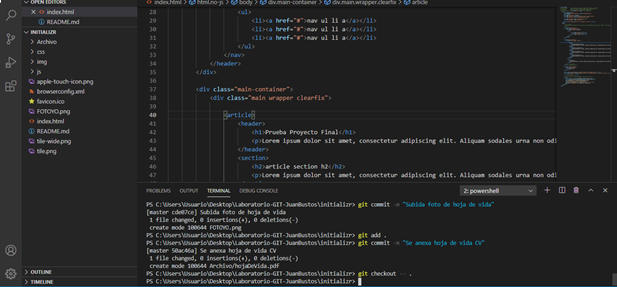 OPEN EDITORS
index.html
README.md
INITIALIZR
Archivo
css
img
js
apple-touch-icon.png
browserconfig.xml
favicon.ico
FOTOYO.png
index.html
README.md
tile-wide.png
tile.png
OUTLINE
TIMELINE
index.html > html.no-js > body > div.main-container > div.main.wrapper.clearfix > article
28 <ul>
29 <li><a href="#">nav ul li a</a></li>
30 <li><a href="#">nav ul li a</a></li>
31 <li><a href="#">nav ul li a</a></li>
32 </ul>
33 </nav>
34 </header>
35 </div>
36
37 <div class="main-container">
38 <div class="main wrapper clearfix">
39
40 <article>
41 <header>
42 <h1>Prueba Proyecto Final</h1>
43 <p>Lorem ipsum dolor sit amet, consectetur adipiscing elit. Aliquam sodales urna non odi
44 </header>
45 <section>
46 <h2>article section h2</h2>
47 <p>Lorem ipsum dolor sit amet, consectetur adipiscing elit. Aliquam sodales urna non odi
PROBLEMS OUTPUT TERMINAL DEBUG CONSOLE 2: powershell
PS C:\Users\Usuario\Desktop\Laboratorio-GIT-JuanBustos\initializr> git commit -m "Subida foto de hoja de vida"
[master cde07ce] Subida foto de hoja de vida
1 file changed, 0 insertions(+), 0 deletions(-)
create mode 100644 FOTOYO.png
PS C:\Users\Usuario\Desktop\Laboratorio-GIT-JuanBustos\initializr> git add .
PS C:\Users\Usuario\Desktop\Laboratorio-GIT-JuanBustos\initializr> git commit -m "Se anexa hoja de vida CV"
[master 50ac46a] Se anexa hoja de vida CV
1 file changed, 0 insertions(+), 0 deletions(-)
create mode 100644 Archivo/hojaDeVida.pdf
PS C:\Users\Usuario\Desktop\Laboratorio-GIT-JuanBustos\initializr> git checkout -- .
PS C:\Users\Usuario\Desktop\Laboratorio-GIT-JuanBustos\initializr>